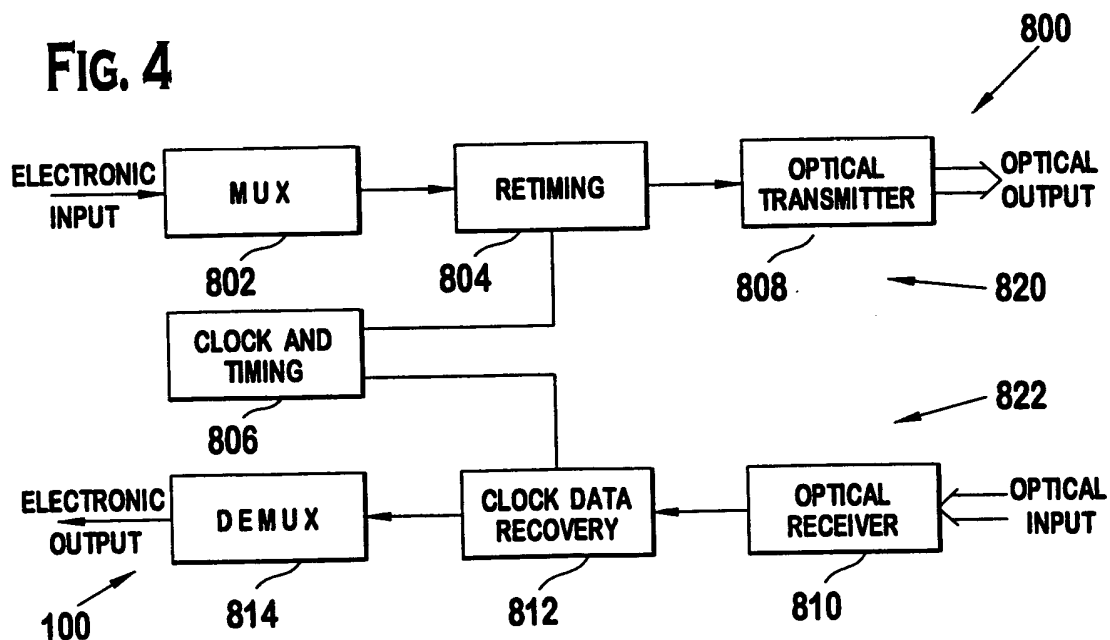 FIG. 4
800
ELECTRONIC
INPUT
MUX
RETIMING
OPTICAL
TRANSMITTER
OPTICAL
OUTPUT
802
804
808
820
CLOCK AND
TIMING
806
822
ELECTRONIC
OUTPUT
DEMUX
CLOCK DATA
RECOVERY
OPTICAL
RECEIVER
OPTICAL
INPUT
100
814
812
810